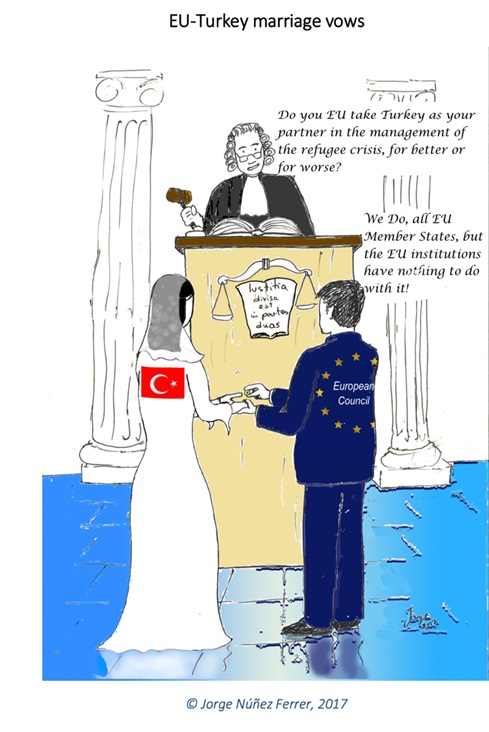 EU-Turkey marriage vows
Do you EU take Turkey as your
partner in the management of
the refugee crisis, for better or
for worse?
We Do, all EU
Member States, but
the EU institutions
have nothing to do
with it!
Iustitia
divisa
est
in partes
duas
European
Council
© Jorge Núñez Ferrer, 2017